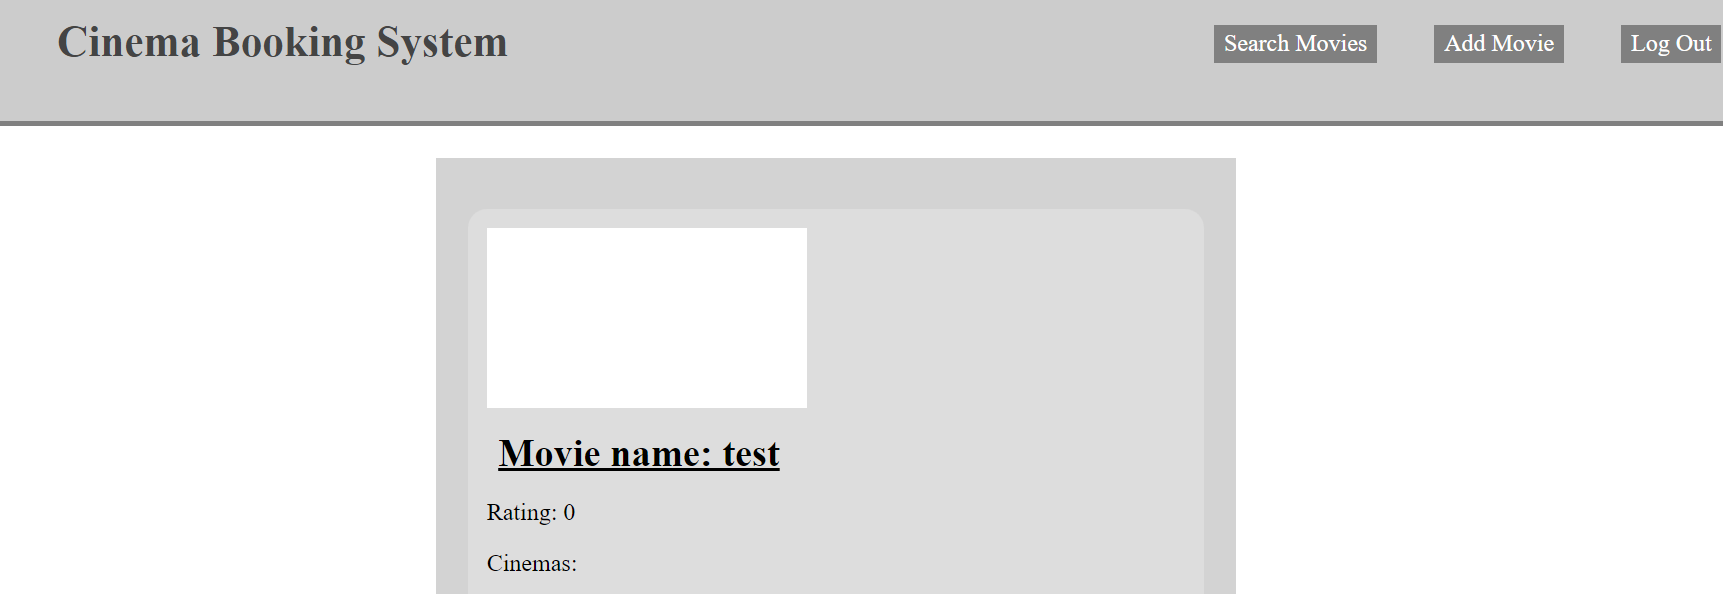 Cinema Booking System
Search Movies
Add Movie
Log Out
Movie name: test
Rating: 0
Cinemas: